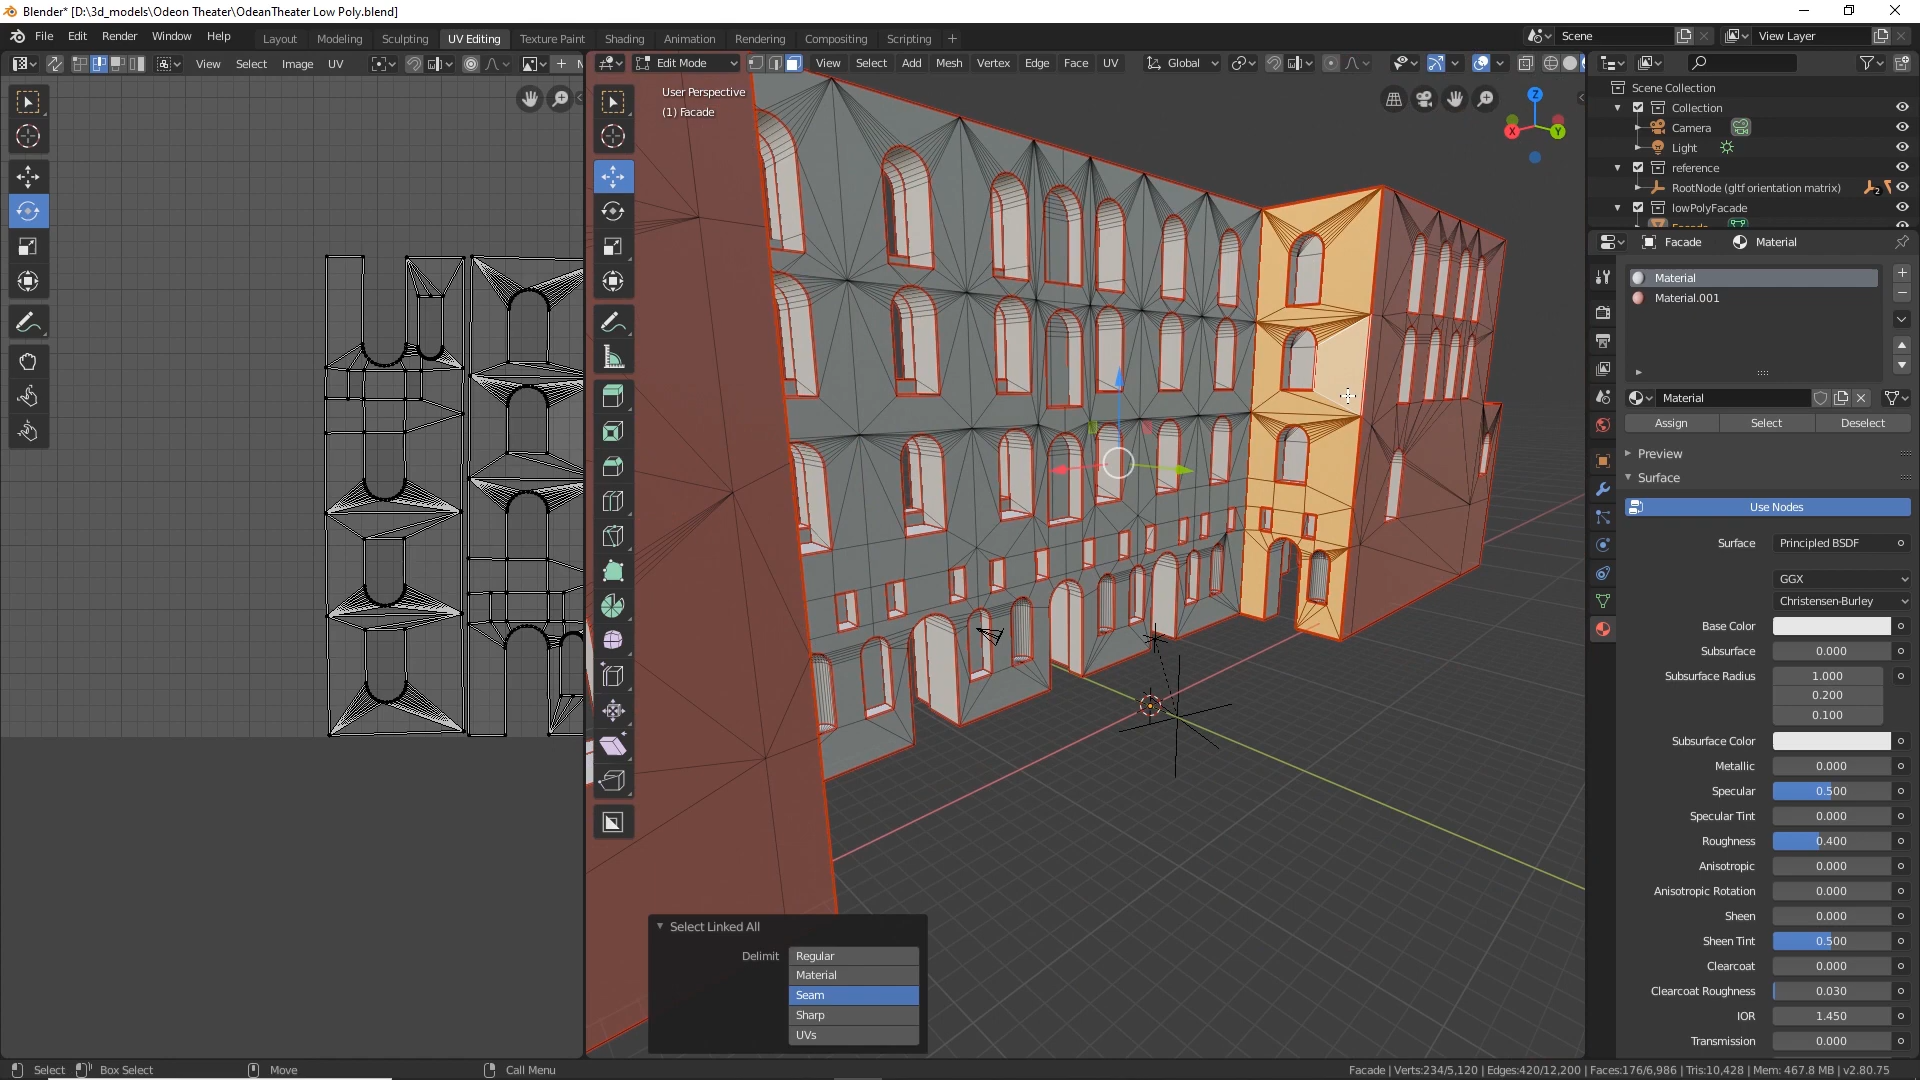 Blender* [D:\3d_models\Odeon Theater\OdeanTheater Low Poly.blend]
File Edit Render Window Help
Layout Modeling Sculpting UV Editing Texture Paint Shading Animation Rendering Compositing Scripting +
Scene
View Layer
View Select Image UV
Edit Mode
View Select Add Mesh Vertex Edge Face UV
Global
User Perspective
(1) Facade
Z
X
Y
Scene Collection
Collection
Camera
Light
reference
RootNode (gltf orientation matrix)
2
lowPolyFacade
Facade
Facade Material
Material
Material.001
Material
Assign Select Deselect
Preview
Surface
Use Nodes
Surface Principled BSDF
GGX
Christensen-Burley
Base Color
Subsurface 0.000
Subsurface Radius 1.000
0.200
0.100
Subsurface Color
Metallic 0.000
Specular 0.500
Specular Tint 0.000
Roughness 0.400
Anisotropic 0.000
Anisotropic Rotation 0.000
Sheen 0.000
Sheen Tint 0.500
Clearcoat 0.000
Clearcoat Roughness 0.030
IOR 1.450
Transmission 0.000
Select Linked All
Delimit Regular
Material
Seam
Sharp
UVs
Select Box Select Move Call Menu
Facade | Verts:234/5,120 | Edges:420/12,200 | Faces:176/6,986 | Tris:10,428 | Mem: 467.8 MB | v2.80.75